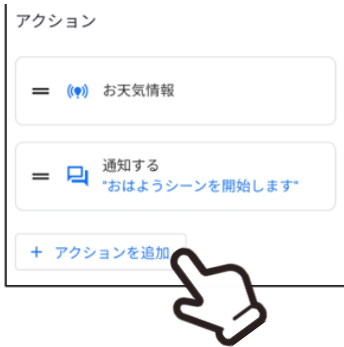 アクション
お天気情報
通知する
"おはようシーンを開始します"
+ アクションを追加